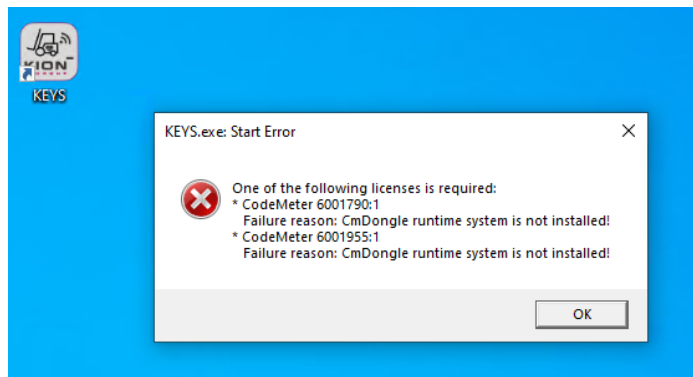 KION
GROUP
KEYS
KEYS.exe: Start Error
One of the following licenses is required:
* CodeMeter 6001790:1
Failure reason: CmDongle runtime system is not installed!
* CodeMeter 6001955:1
Failure reason: CmDongle runtime system is not installed!
OK